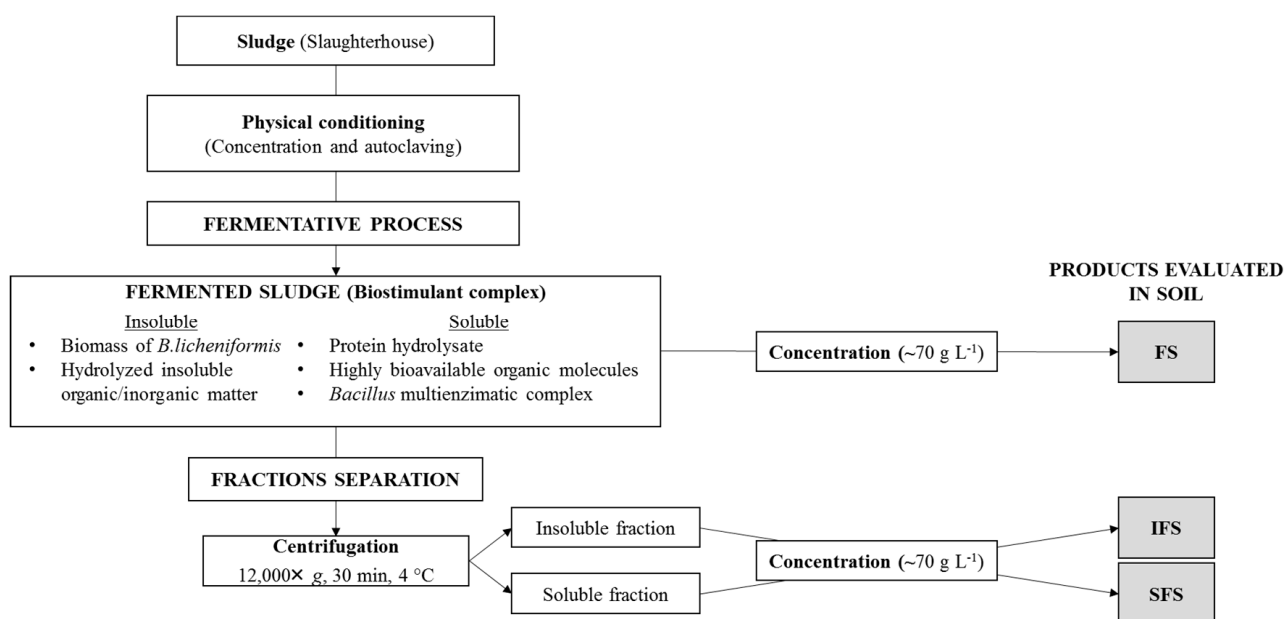 Sludge (Slaughterhouse)
Physical conditioning
(Concentration and autoclaving)
FERMENTATIVE PROCESS
FERMENTED SLUDGE (Biostimulant complex)
Insoluble
• Biomass of B.licheniformis
• Hydrolyzed insoluble
organic/inorganic matter
Soluble
• Protein hydrolysate
• Highly bioavailable organic molecules
• Bacillus multienzimatic complex
Concentration (~70 g L⁻¹)
PRODUCTS EVALUATED
IN SOIL
FS
FRACTIONS SEPARATION
Centrifugation
12,000× g, 30 min, 4 °C
Insoluble fraction
Soluble fraction
Concentration (~70 g L⁻¹)
IFS
SFS